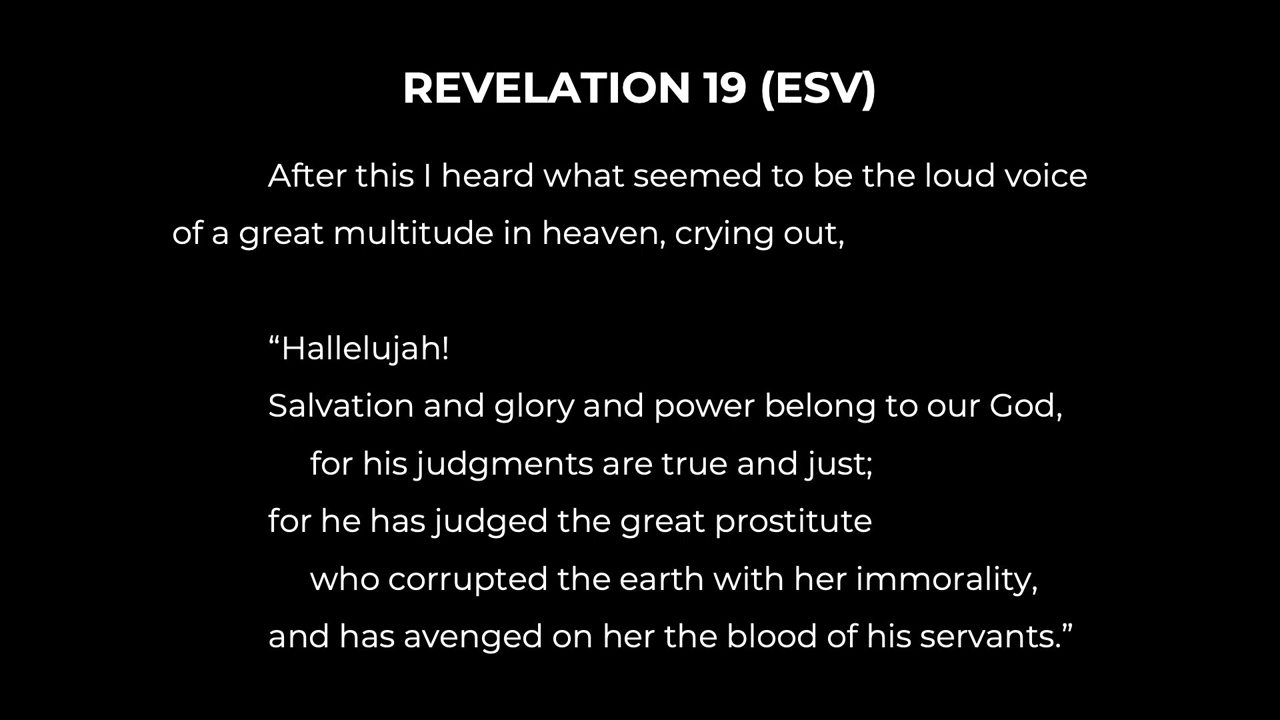 REVELATION 19 (ESV)
After this I heard what seemed to be the loud voice
of a great multitude in heaven, crying out,
“Hallelujah!
Salvation and glory and power belong to our God,
for his judgments are true and just;
for he has judged the great prostitute
who corrupted the earth with her immorality,
and has avenged on her the blood of his servants.”